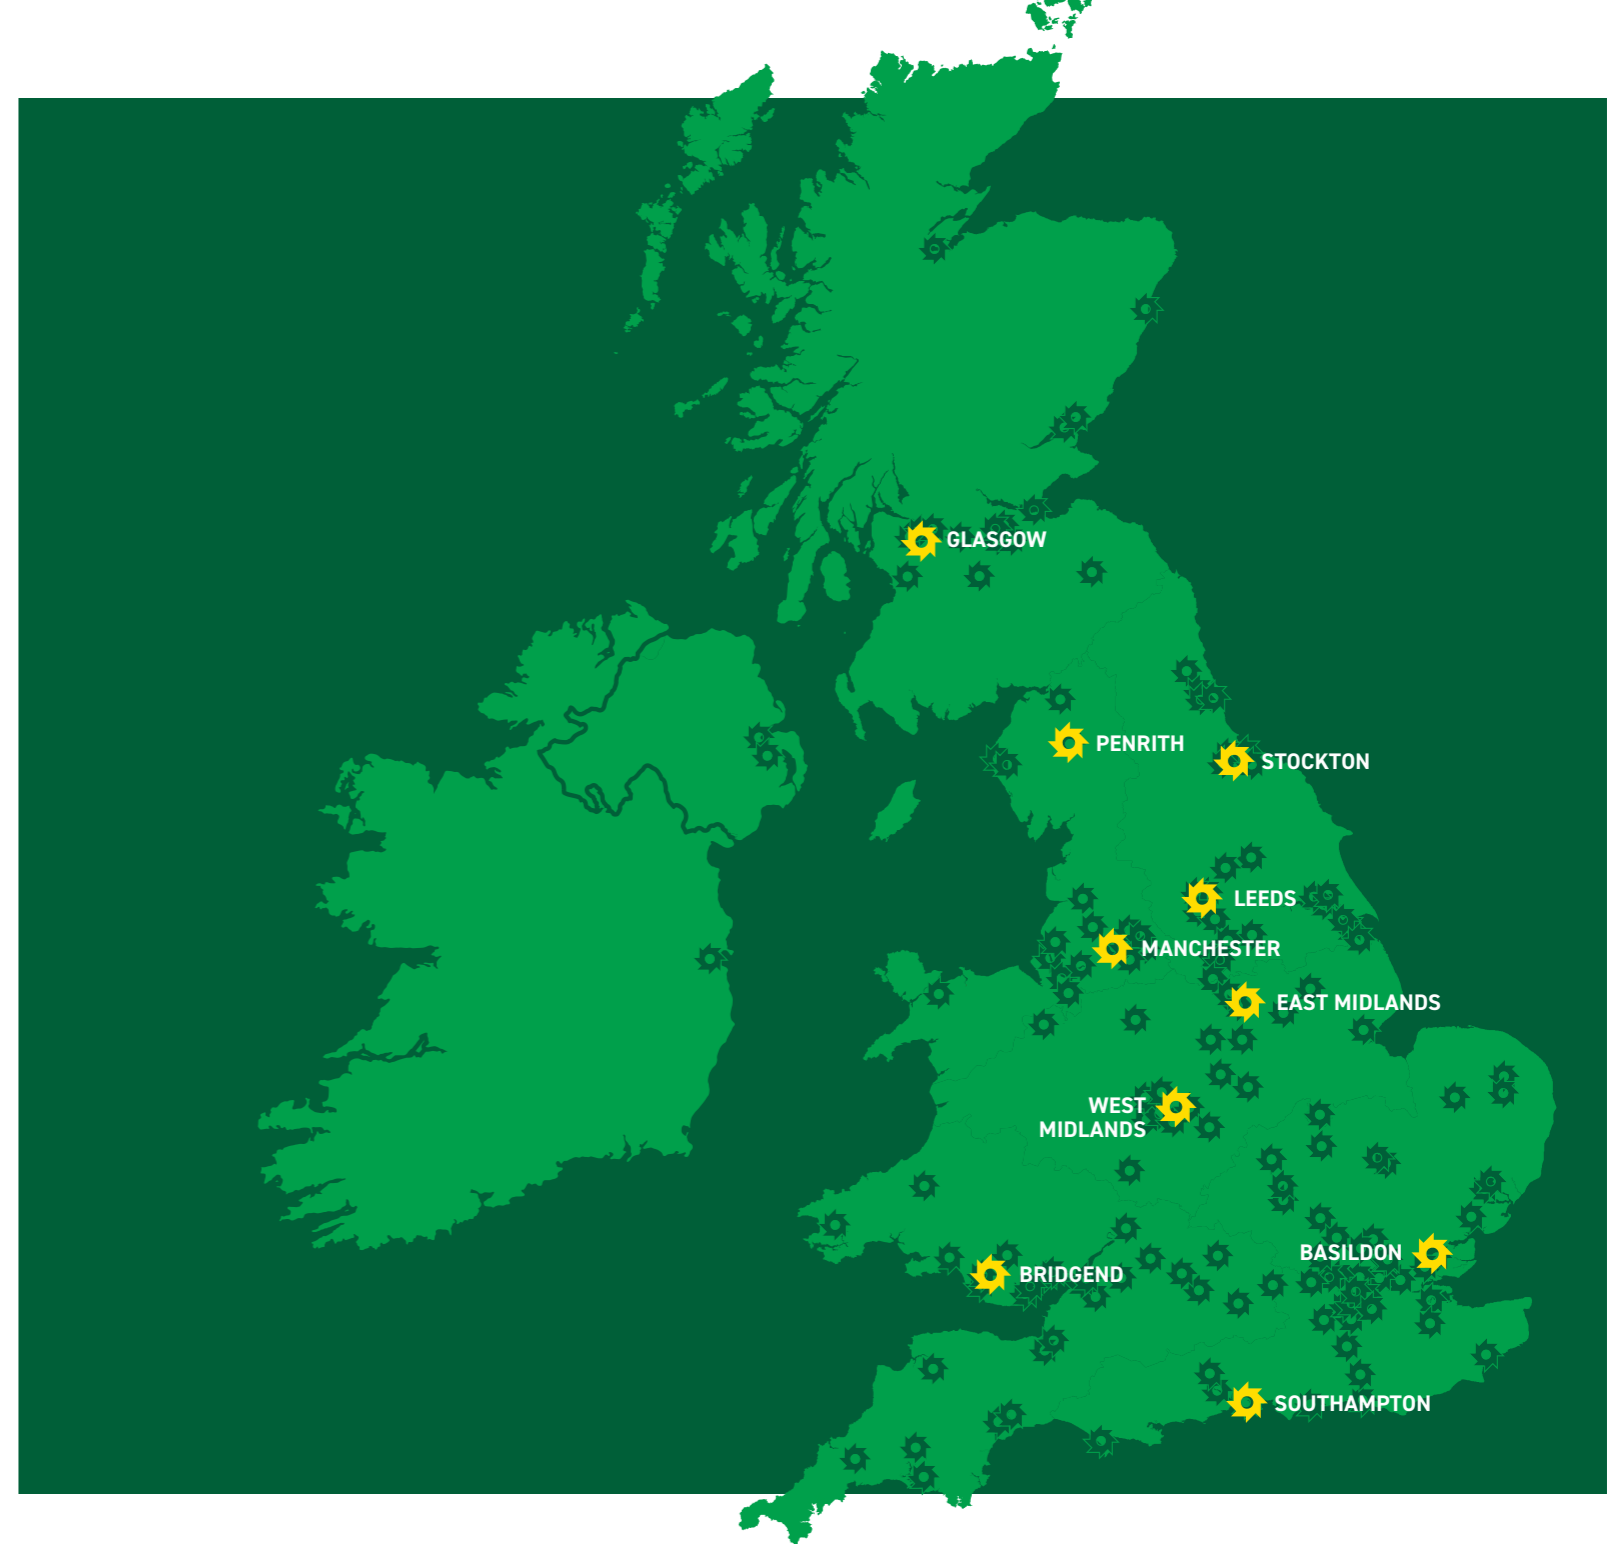 GLASGOW
PENRITH
STOCKTON
LEEDS
MANCHESTER
EAST MIDLANDS
WEST
MIDLANDS
BASILDON
BRIDGEND
SOUTHAMPTON